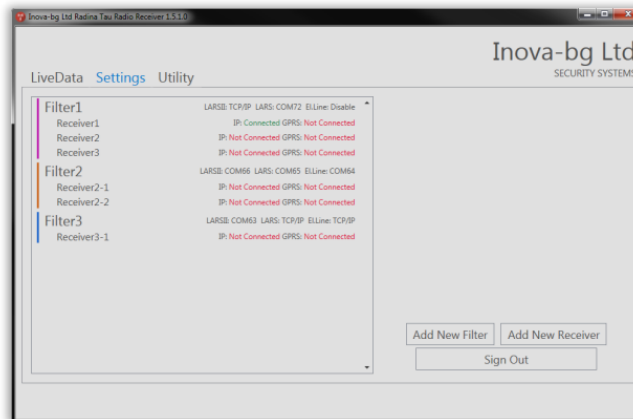 Inova-bg Ltd Radina Tau Radio Receiver 1.5.1.0
Inova-bg Ltd
SECURITY SYSTEMS
LiveData Settings Utility
Filter1 LARSII: TCP/IP LARS: COM72 El.Line: Disable
Receiver1 IP: Connected GPRS: Not Connected
Receiver2 IP: Not Connected GPRS: Not Connected
Receiver3 IP: Not Connected GPRS: Not Connected
Filter2 LARSII: COM66 LARS: COM65 El.Line: COM64
Receiver2-1 IP: Not Connected GPRS: Not Connected
Receiver2-2 IP: Not Connected GPRS: Not Connected
Filter3 LARSII: COM63 LARS: TCP/IP El.Line: TCP/IP
Receiver3-1 IP: Not Connected GPRS: Not Connected
Add New Filter Add New Receiver
Sign Out